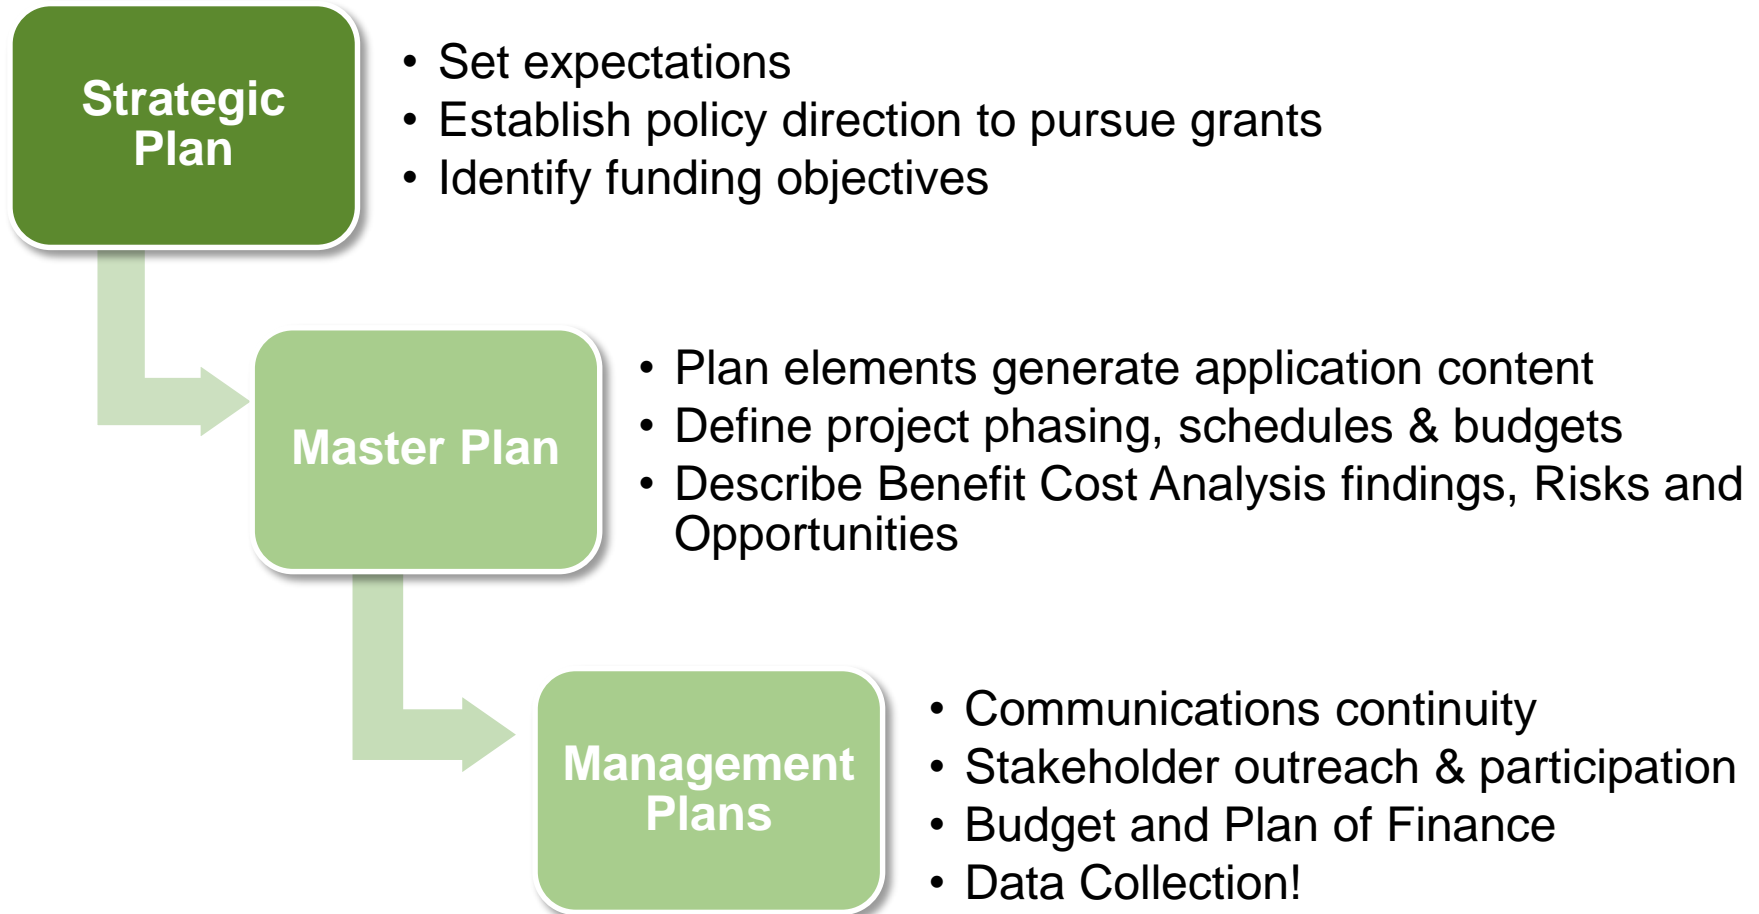 Strategic
Plan
• Set expectations
• Establish policy direction to pursue grants
• Identify funding objectives
Master Plan
• Plan elements generate application content
• Define project phasing, schedules & budgets
• Describe Benefit Cost Analysis findings, Risks and
Opportunities
Management
Plans
• Communications continuity
• Stakeholder outreach & participation
• Budget and Plan of Finance
• Data Collection!